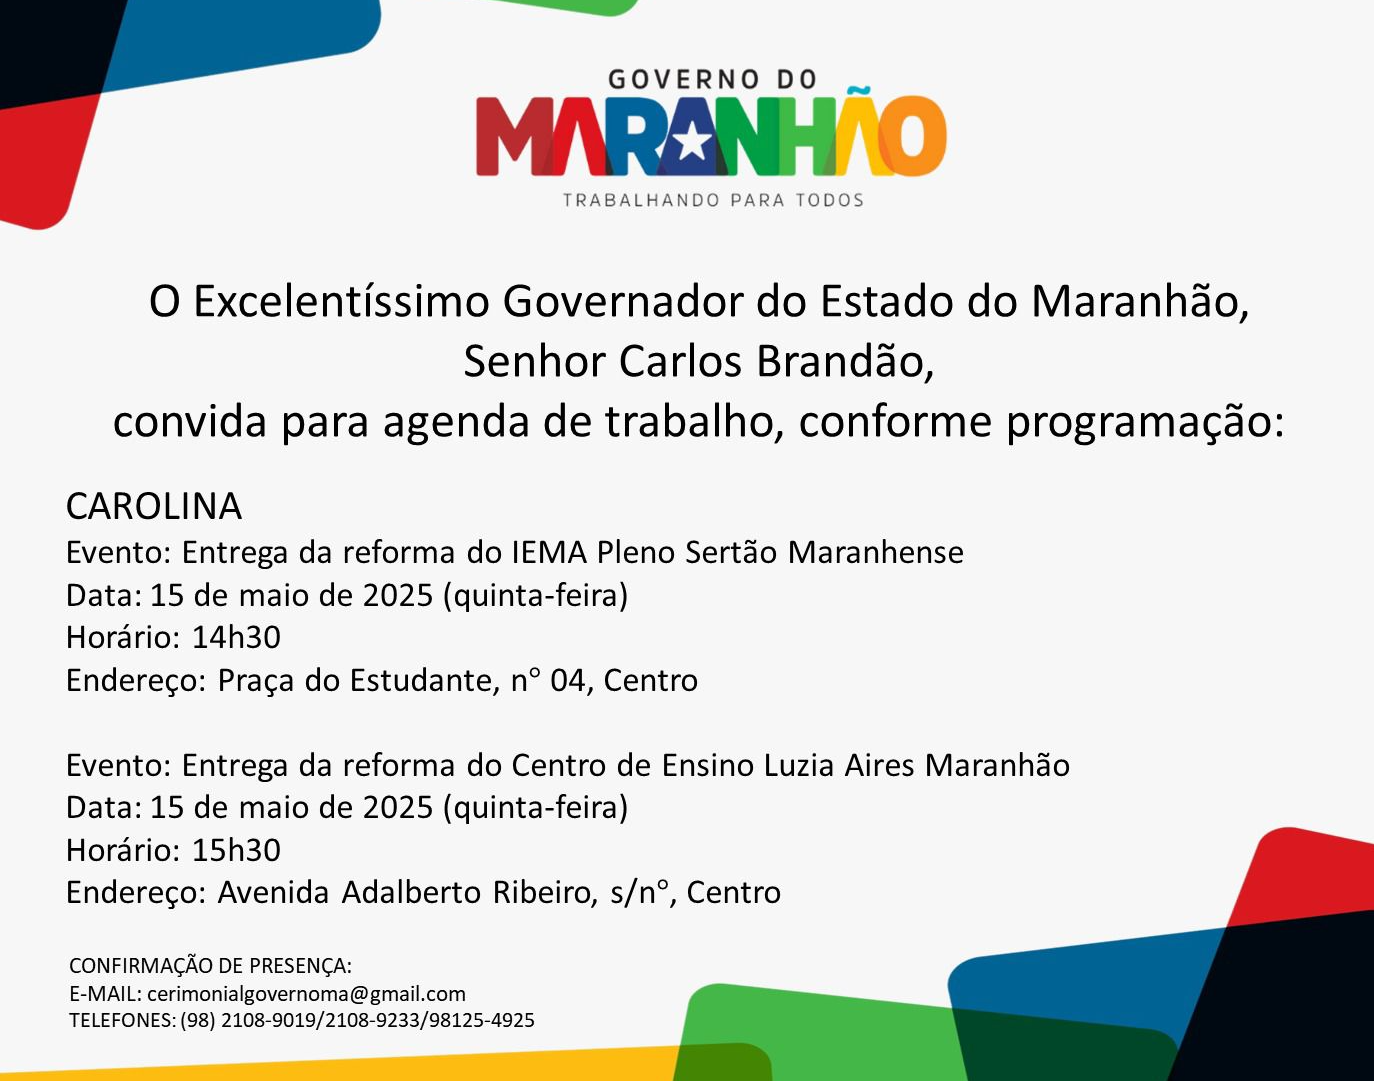 GOVERNO DO
MARANHÃO
TRABALHANDO PARA TODOS
O Excelentíssimo Governador do Estado do Maranhão,
Senhor Carlos Brandão,
convida para agenda de trabalho, conforme programação:
CAROLINA
Evento: Entrega da reforma do IEMA Pleno Sertão Maranhense
Data: 15 de maio de 2025 (quinta-feira)
Horário: 14h30
Endereço: Praça do Estudante, n° 04, Centro
Evento: Entrega da reforma do Centro de Ensino Luzia Aires Maranhão
Data: 15 de maio de 2025 (quinta-feira)
Horário: 15h30
Endereço: Avenida Adalberto Ribeiro, s/n°, Centro
CONFIRMAÇÃO DE PRESENÇA:
E-MAIL: cerimonialgovernoma@gmail.com
TELEFONES: (98) 2108-9019/2108-9233/98125-4925